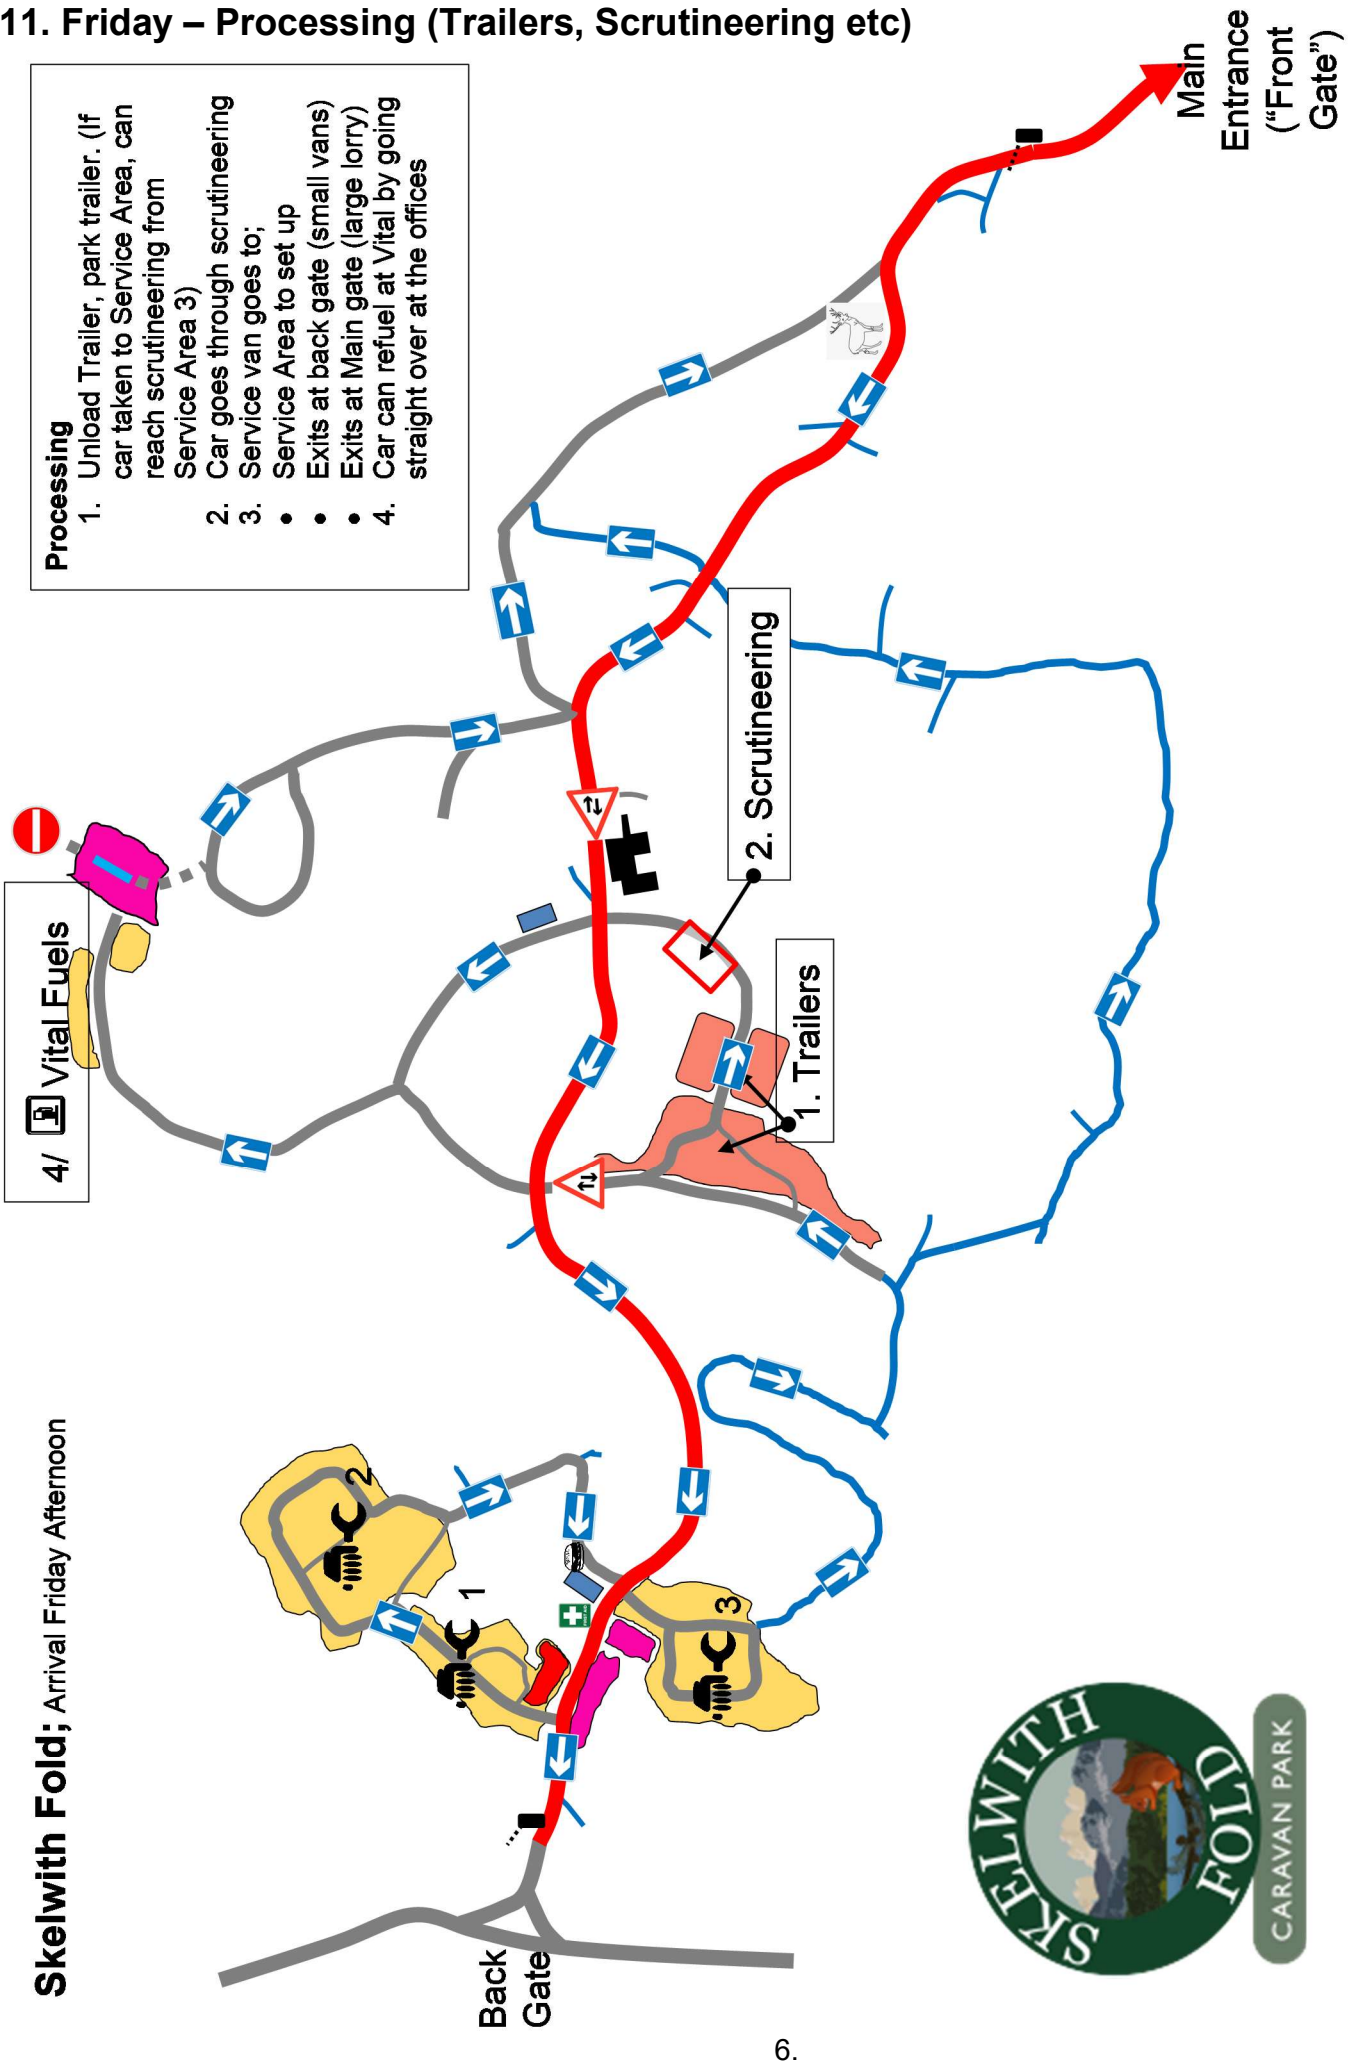 11. Friday – Processing (Trailers, Scrutineering etc)
Skelwith Fold; Arrival Friday Afternoon
Processing
1. Unload Trailer, park trailer. (If
car taken to Service Area, can
reach scrutineering from
Service Area 3)
2. Car goes through scrutineering
3. Service van goes to;
• Service Area to set up
• Exits at back gate (small vans)
• Exits at Main gate (large lorry)
4. Car can refuel at Vital by going
straight over at the offices
Main
Entrance
(“Front
Gate”)
4/ Vital Fuels
2. Scrutineering
1. Trailers
2
1
3
Back
Gate
SKELWITH
FOLD
CARAVAN PARK
6.